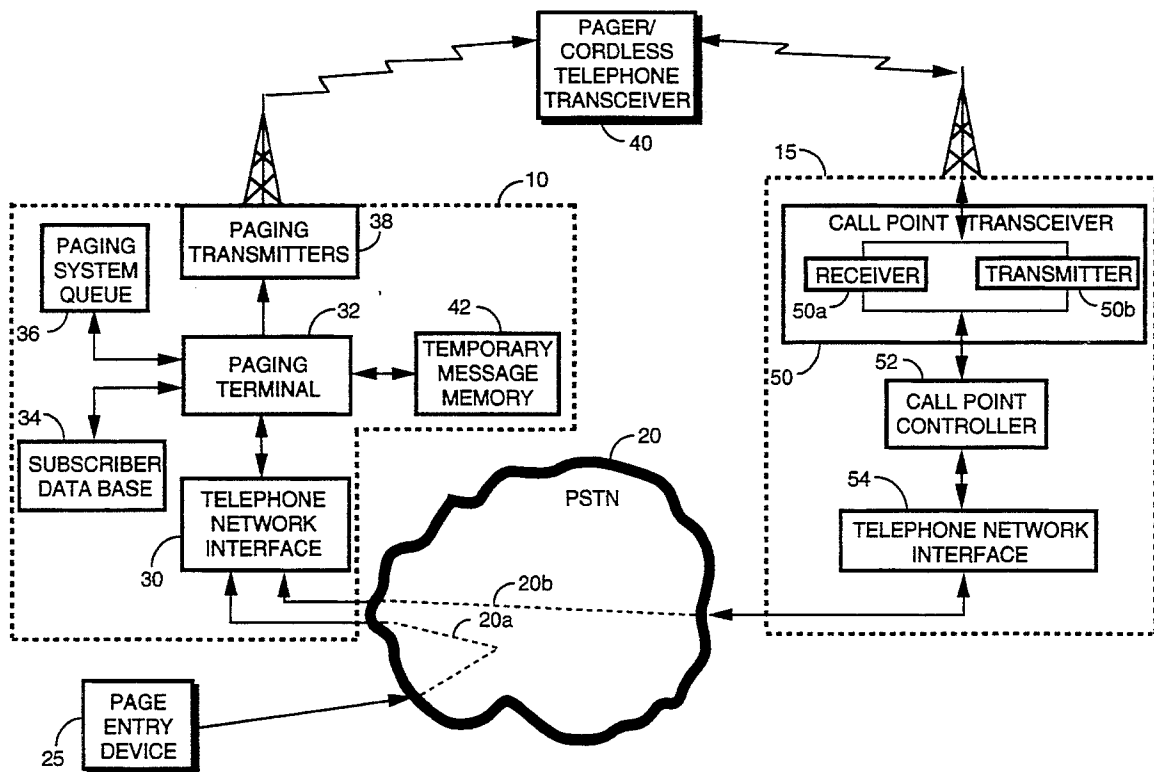 PAGER/
CORDLESS
TELEPHONE
TRANSCEIVER
40
10
15
PAGING
TRANSMITTERS
38
PAGING
SYSTEM
QUEUE
36
32
PAGING
TERMINAL
42
TEMPORARY
MESSAGE
MEMORY
34
SUBSCRIBER
DATA BASE
TELEPHONE
NETWORK
INTERFACE
30
CALL POINT TRANSCEIVER
RECEIVER
50a
TRANSMITTER
50b
50
52
CALL POINT
CONTROLLER
54
TELEPHONE NETWORK
INTERFACE
20
PSTN
20b
20a
PAGE
ENTRY
DEVICE
25